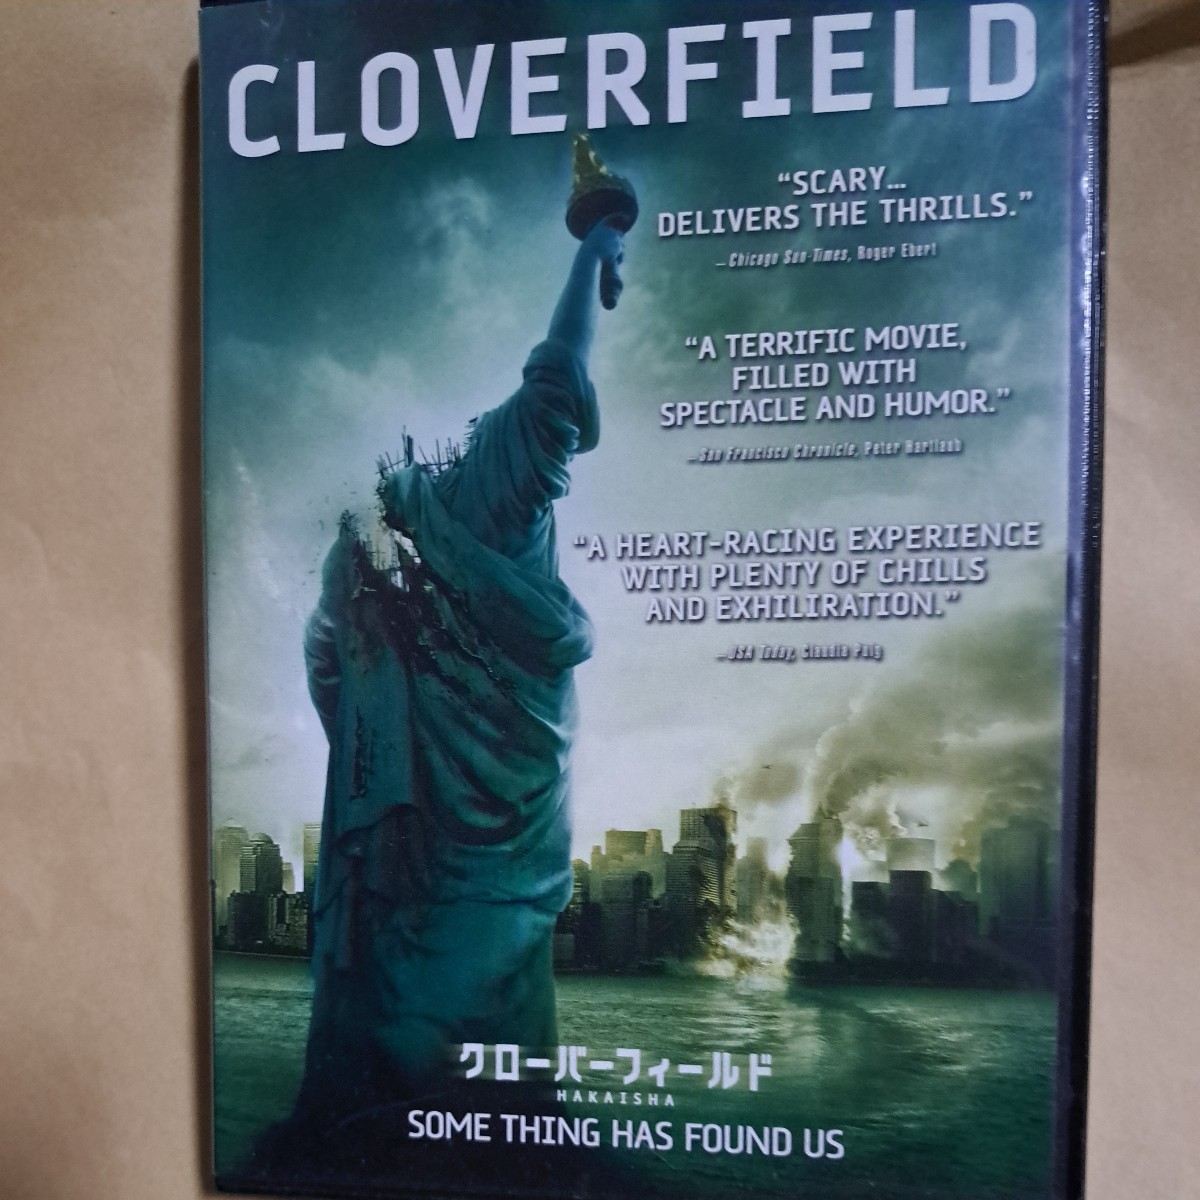 CLOVERFIELD
“SCARY...
DELIVERS THE THRILLS.”
—Chicago Sun-Times, Roger Ebert
“A TERRIFIC MOVIE,
FILLED WITH
SPECTACLE AND HUMOR.”
—San Francisco Chronicle, Peter Hartlaub
“A HEART-RACING EXPERIENCE
WITH PLENTY OF CHILLS
AND EXHILIRATION.”
—USA Today, Claudia Puig
クローバーフィールド
HAKAISHA
SOME THING HAS FOUND US